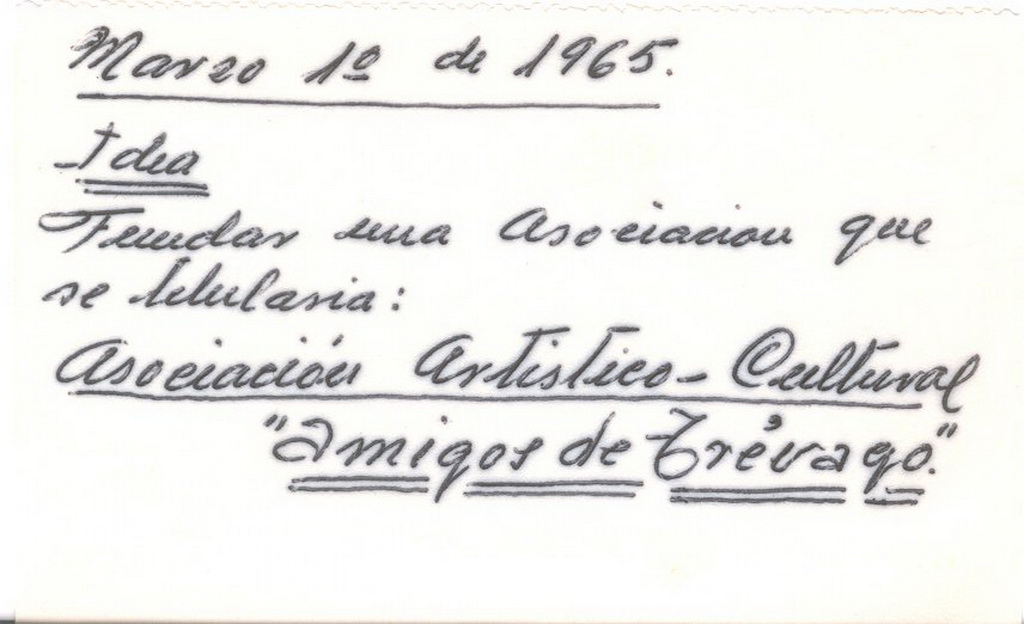 Marzo 1º de 1965.
Idea
Fundar una Asociacion que
se titularia:
Asociación Artistico-Cultural
"Amigos de Trévago."